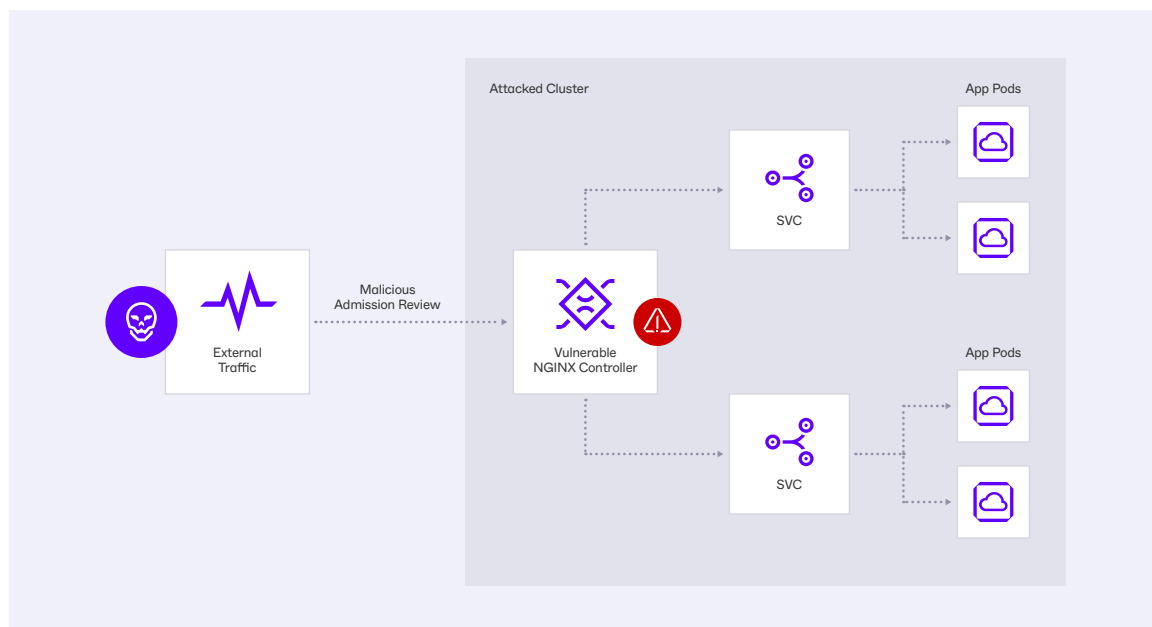 Attacked Cluster
App Pods
SVC
Malicious
Admission Review
External
Traffic
Vulnerable
NGINX Controller
App Pods
SVC